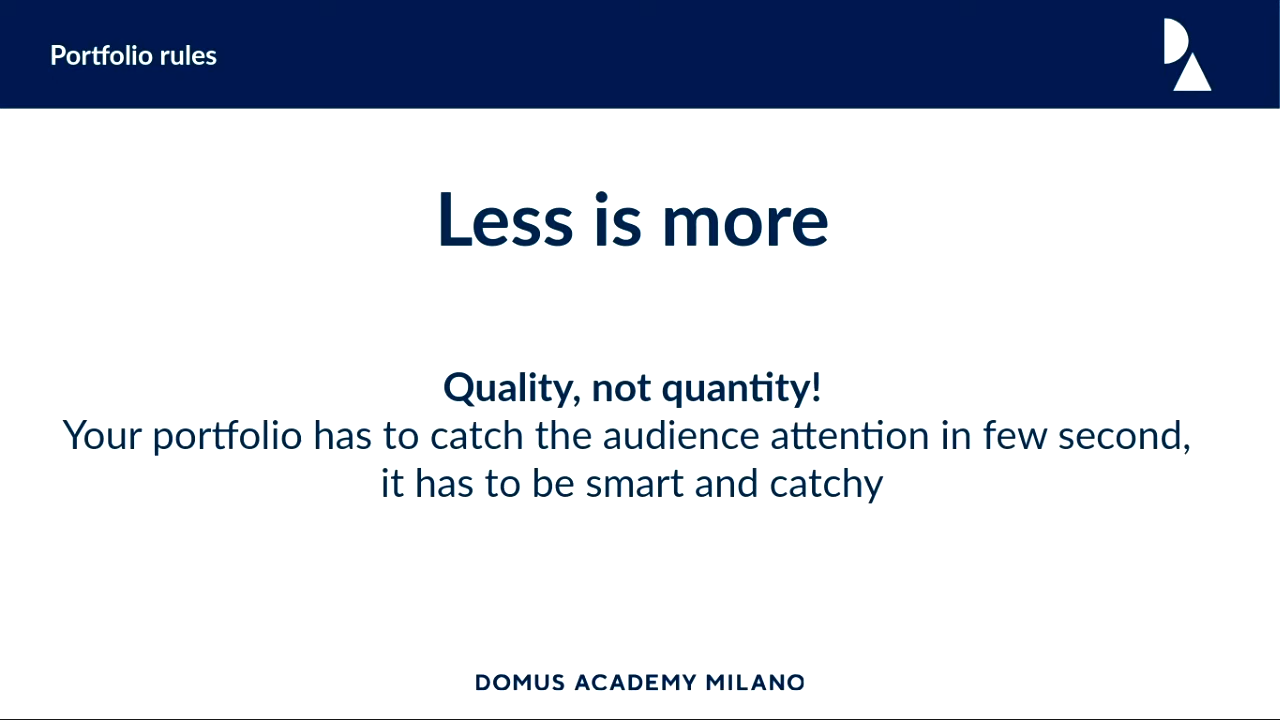 Portfolio rules
Less is more
Quality, not quantity!
Your portfolio has to catch the audience attention in few second,
it has to be smart and catchy
DOMUS ACADEMY MILANO